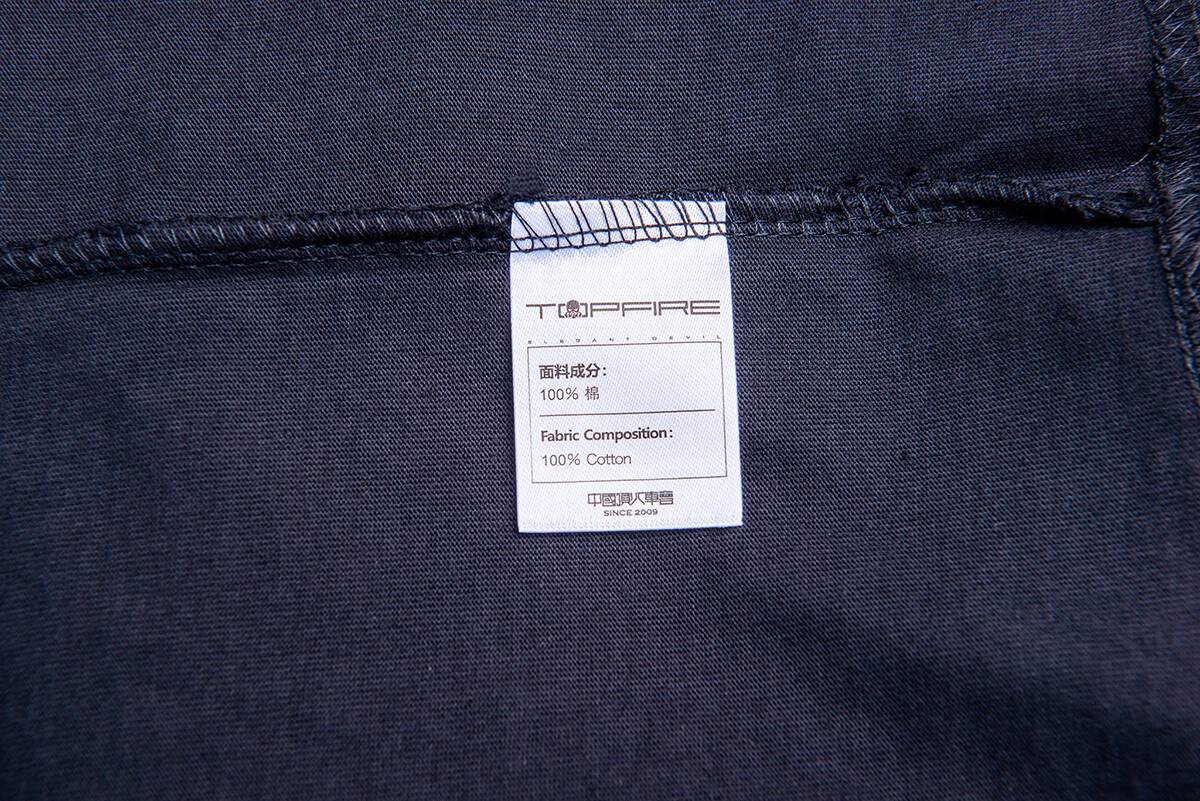 TOPFIRE
ELEGANT DEVIL
面料成分：
100% 棉
Fabric Composition：
100% Cotton
中國頂火車會
SINCE 2009